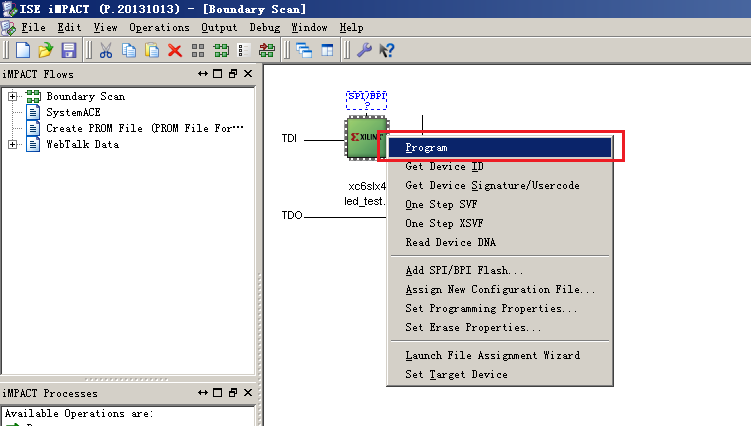 ISE iMPACT (P.20131013) - [Boundary Scan]
File Edit View Operations Output Debug Window Help
iMPACT Flows
Boundary Scan
SystemACE
Create PROM File (PROM File For...
WebTalk Data
SPI/BPI
?
TDI
XILINX
xc6slx4
led_test.
TDO
Program
Get Device ID
Get Device Signature/Usercode
One Step SVF
One Step XSVF
Read Device DNA
Add SPI/BPI Flash...
Assign New Configuration File...
Set Programming Properties...
Set Erase Properties...
Launch File Assignment Wizard
Set Target Device
iMPACT Processes
Available Operations are: